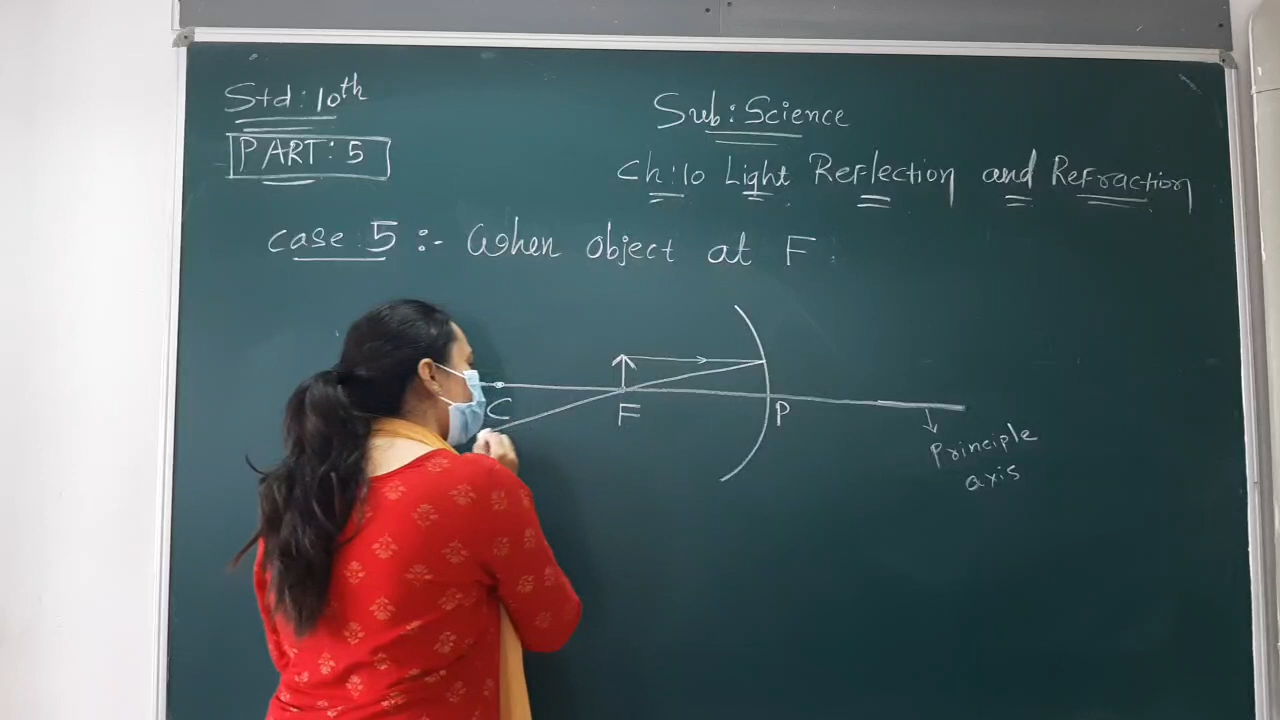 Std: 10th
PART: 5
Sub: Science
Ch: 10 Light Reflection and Refraction
case: 5 :- When object at F.
C
F
P
Principle
axis